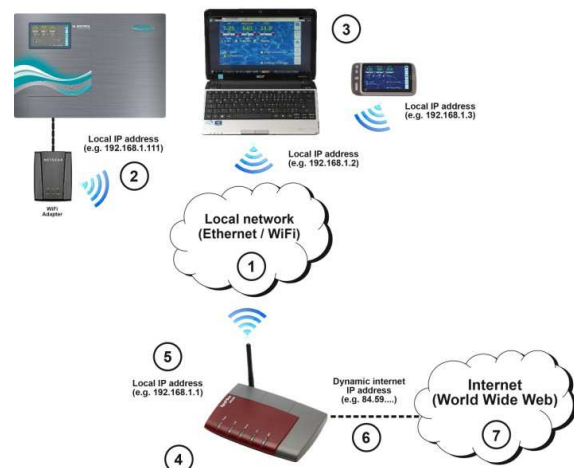 3
Local IP address
(e.g. 192.168.1.3)
Local IP address
(e.g. 192.168.1.111)
2
NETGEAR
WiFi
Adapter
Local IP address
(e.g. 192.168.1.2)
Local network
(Ethernet / WiFi)
1
5
Local IP address
(e.g. 192.168.1.1)
4
Dynamic internet
IP address
(e.g. 84.59....)
6
Internet
(World Wide Web)
7